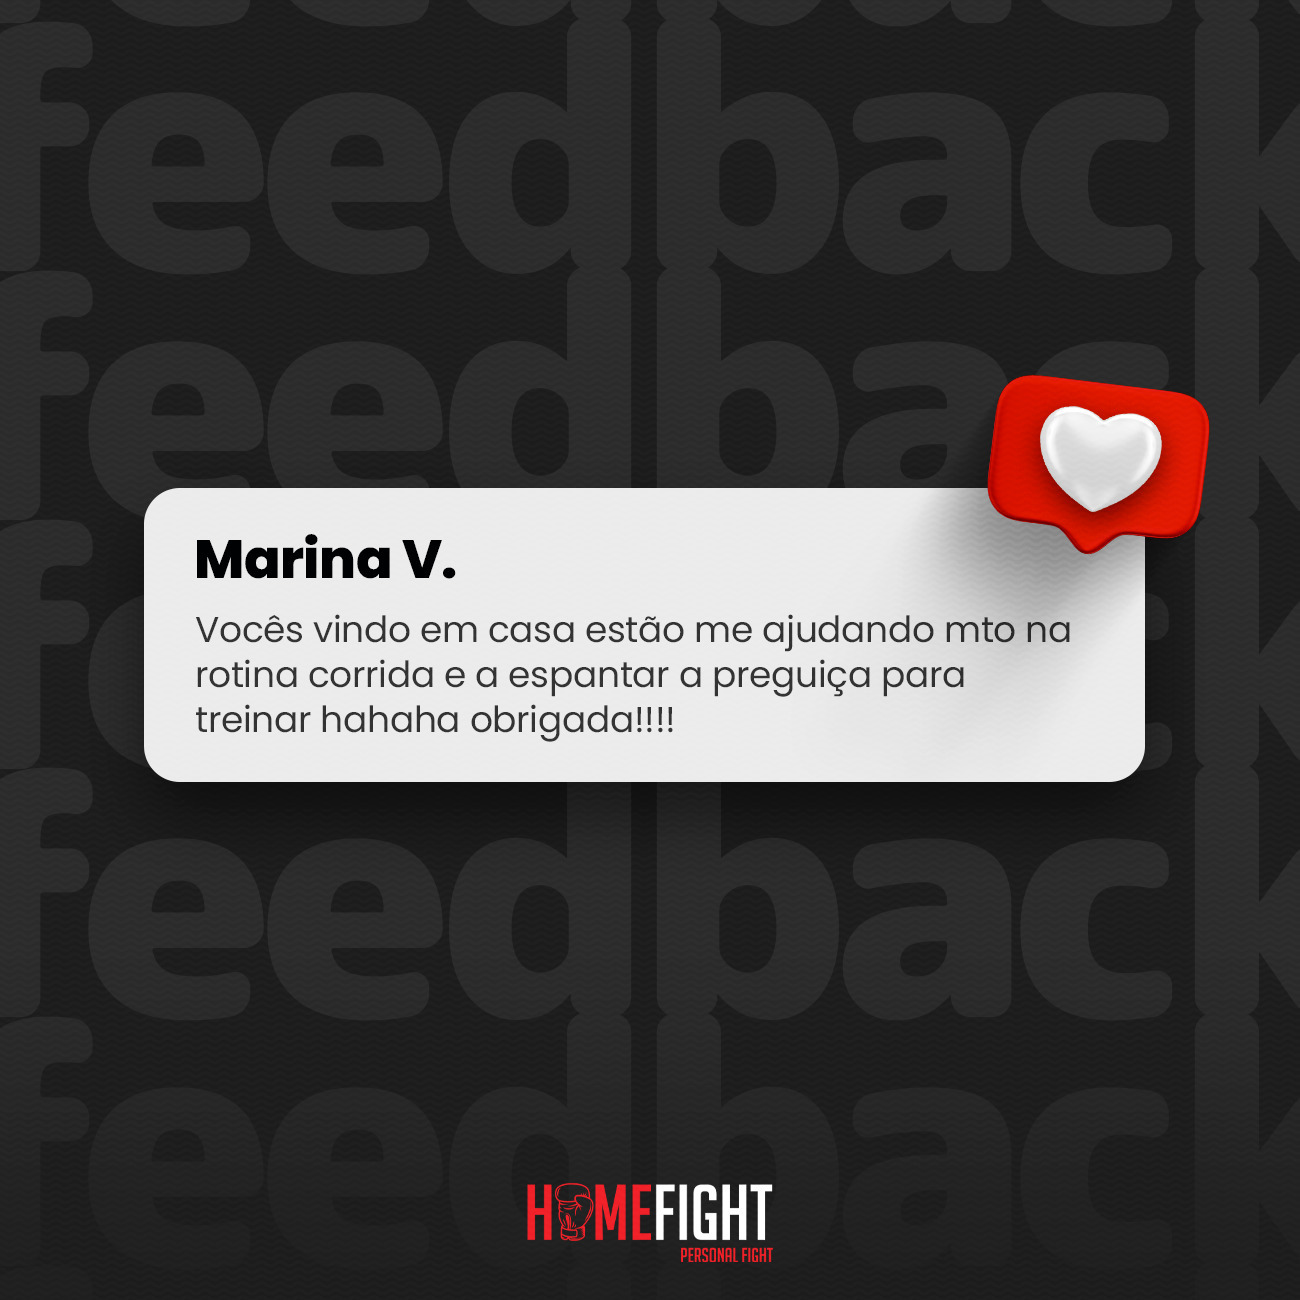 feedback
feedback
Marina V.
Vocês vindo em casa estão me ajudando mto na
rotina corrida e a espantar a preguiça para
treinar hahaha obrigada!!!!
feedback
feedback
HOMEFIGHT
PERSONAL FIGHT